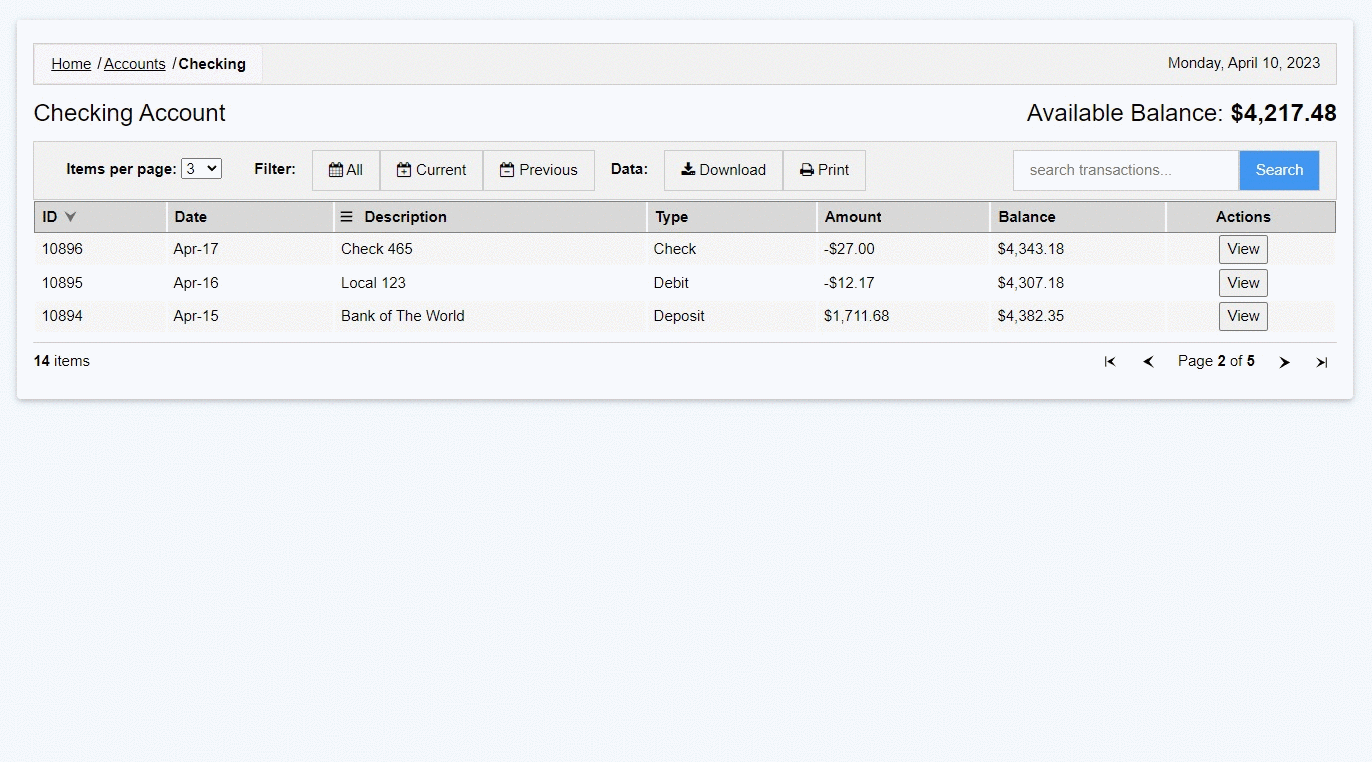 Home / Accounts / Checking Monday, April 10, 2023
Checking Account Available Balance: $4,217.48
Items per page: 3 Filter: All Current Previous Data: Download Print search transactions... Search
ID Date Description Type Amount Balance Actions
10896 Apr-17 Check 465 Check -$27.00 $4,343.18 View
10895 Apr-16 Local 123 Debit -$12.17 $4,307.18 View
10894 Apr-15 Bank of The World Deposit $1,711.68 $4,382.35 View
14 items Page 2 of 5